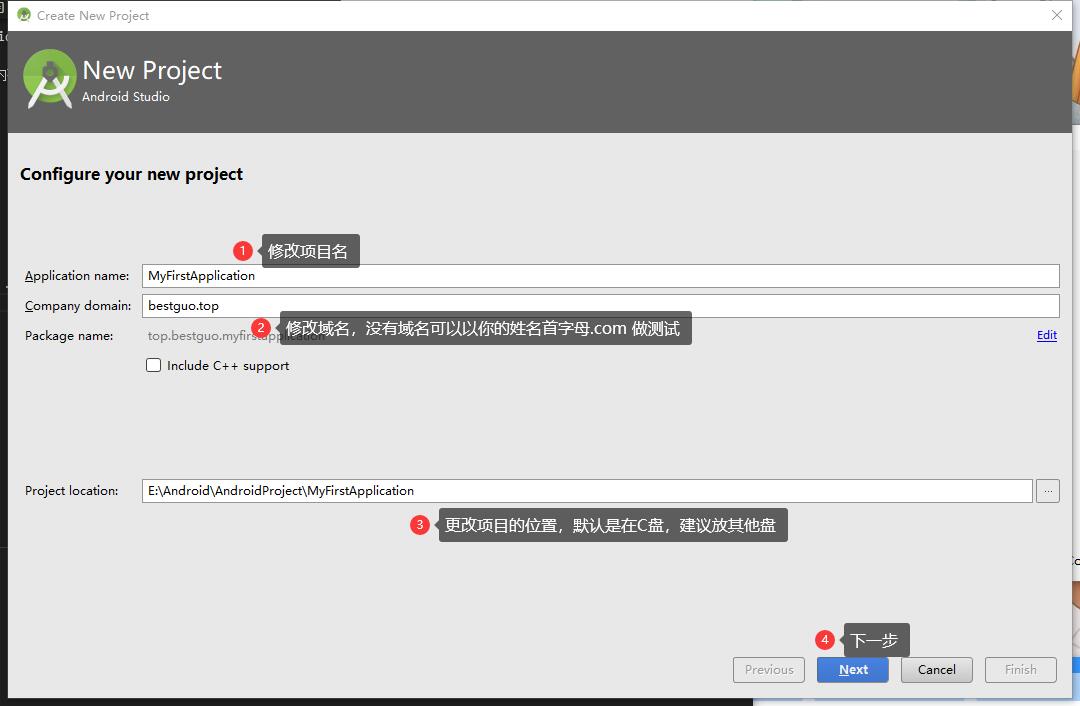 Create New Project
New Project
Android Studio
Configure your new project
1 修改项目名
Application name: MyFirstApplication
Company domain: bestguo.top
2 修改域名，没有域名可以以你的姓名首字母.com 做测试
Package name: top.bestguo.myfirstapplication Edit
Include C++ support
Project location: E:\Android\AndroidProject\MyFirstApplication ...
3 更改项目的位置，默认是在C盘，建议放其他盘
4 下一步
Previous Next Cancel Finish